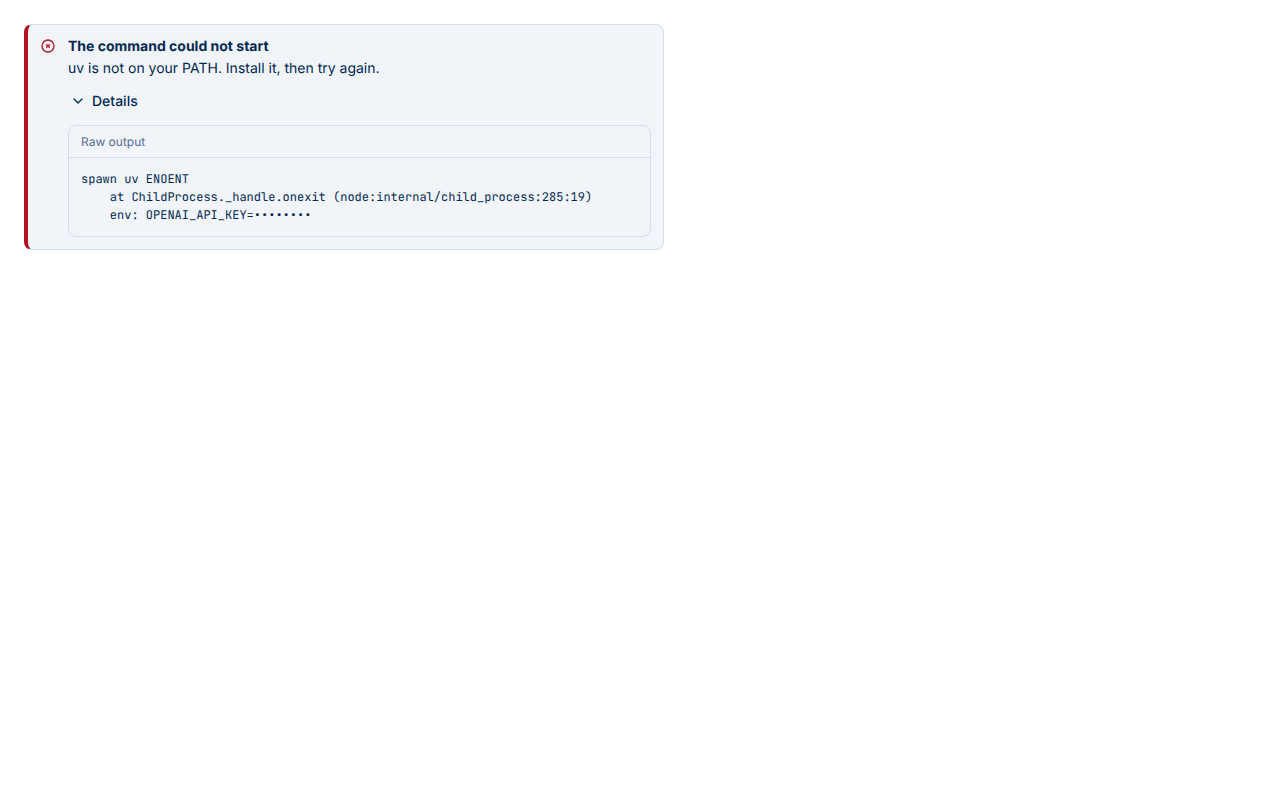 The command could not start
uv is not on your PATH. Install it, then try again.
Details
Raw output
spawn uv ENOENT
    at ChildProcess._handle.onexit (node:internal/child_process:285:19)
    env: OPENAI_API_KEY=••••••••